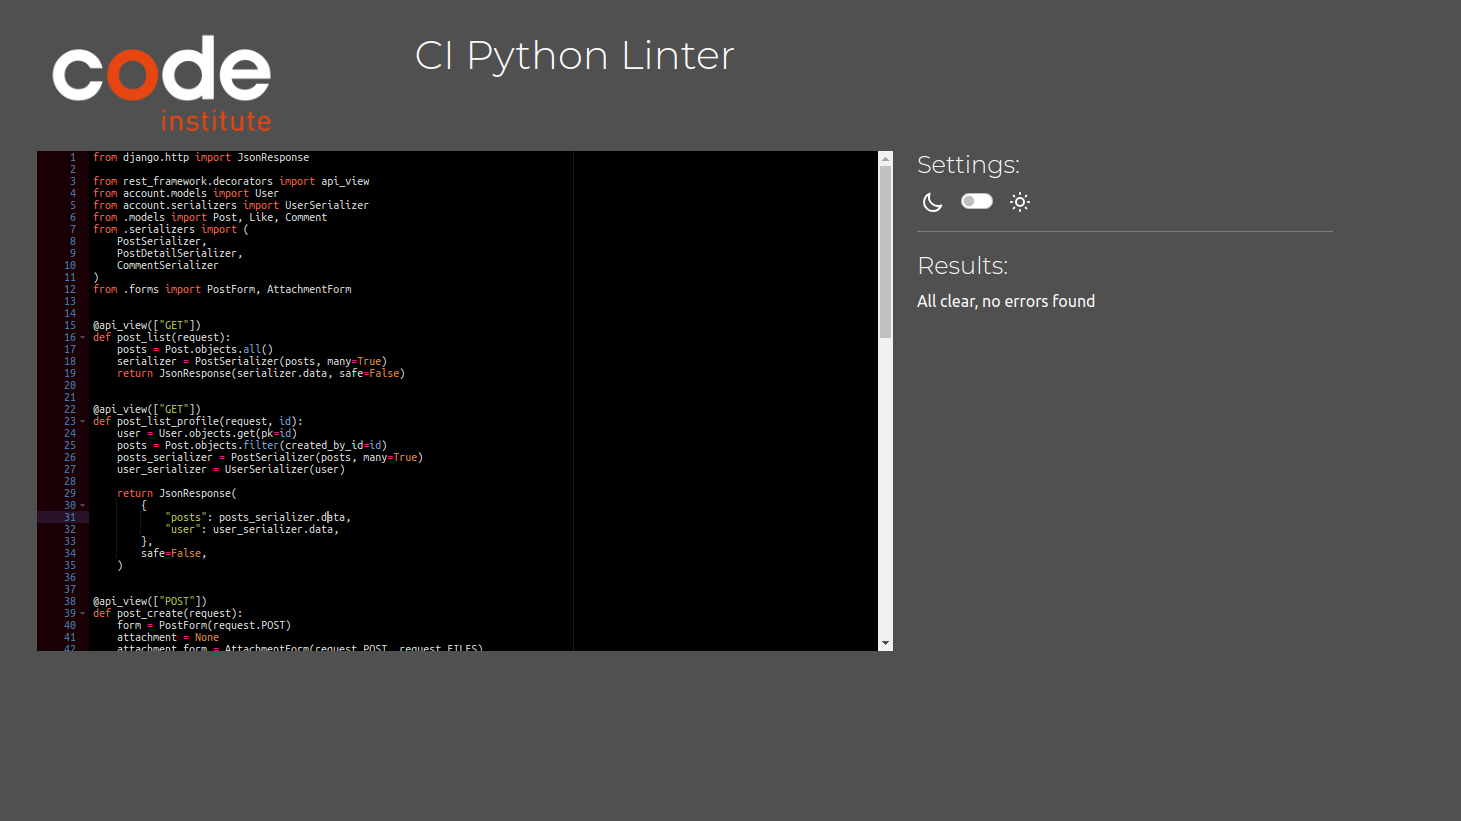 code
institute
CI Python Linter
1 from django.http import JsonResponse
2
3 from rest_framework.decorators import api_view
4 from account.models import User
5 from account.serializers import UserSerializer
6 from .models import Post, Like, Comment
7 from .serializers import (
8     PostSerializer,
9     PostDetailSerializer,
10     CommentSerializer
11 )
12 from .forms import PostForm, AttachmentForm
13
14
15 @api_view(["GET"])
16 def post_list(request):
17     posts = Post.objects.all()
18     serializer = PostSerializer(posts, many=True)
19     return JsonResponse(serializer.data, safe=False)
20
21
22 @api_view(["GET"])
23 def post_list_profile(request, id):
24     user = User.objects.get(pk=id)
25     posts = Post.objects.filter(created_by_id=id)
26     posts_serializer = PostSerializer(posts, many=True)
27     user_serializer = UserSerializer(user)
28
29     return JsonResponse(
30         {
31             "posts": posts_serializer.data,
32             "user": user_serializer.data,
33         },
34         safe=False,
35     )
36
37
38 @api_view(["POST"])
39 def post_create(request):
40     form = PostForm(request.POST)
41     attachment = None
42     attachment_form = AttachmentForm(request.POST, request.FILES)
Settings:
Results:
All clear, no errors found